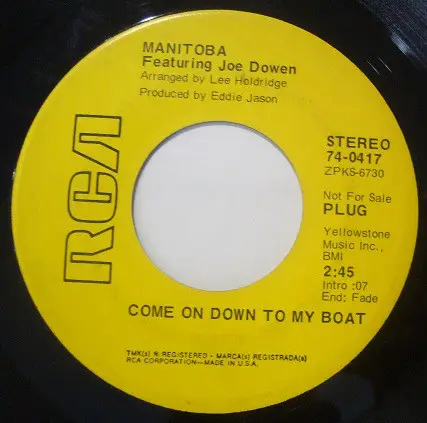 MANITOBA
Featuring Joe Dowen
Arranged by Lee Holdridge
Produced by Eddie Jason
RCA
STEREO
74-0417
ZPKS-6730
Not For Sale
PLUG
Yellowstone
Music Inc.,
BMI
2:45
Intro :07
End: Fade
COME ON DOWN TO MY BOAT
TMK(s) ® REGISTERED - MARCA(s) REGISTRADA(s)
RCA CORPORATION—MADE IN U.S.A.